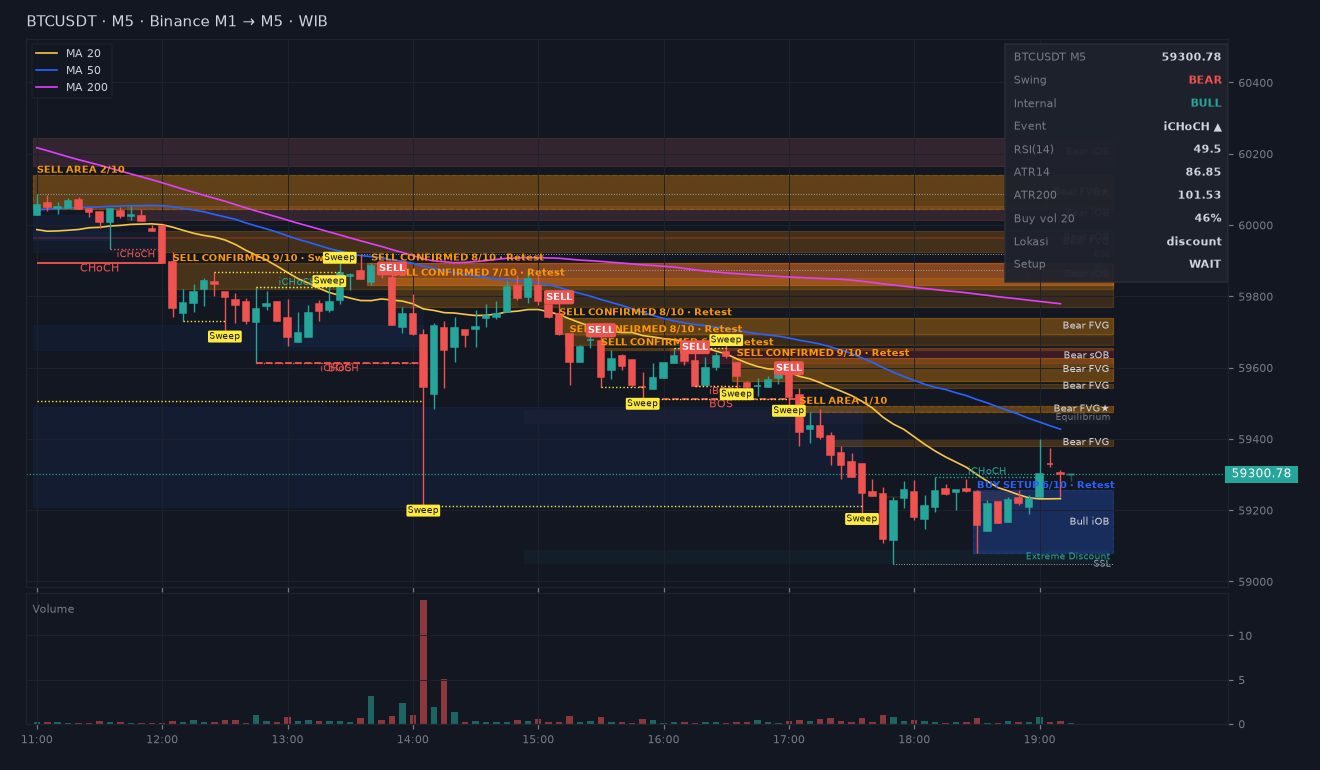 BTCUSDT · M5 · Binance M1 → M5 · WIB
MA 20
MA 50
MA 200
BTCUSDT M5 59300.78
Swing BEAR
Internal BULL
Event iCHoCH ▲
RSI(14) 49.5
ATR14 86.85
ATR200 101.53
Buy vol 20 46%
Lokasi discount
Setup WAIT
60400
60200
60000
59800
59600
59400
59300.78
59200
59000
SELL AREA 2/10
iCHoCH
CHoCH
SELL CONFIRMED 9/10 · Sw
Sweep
SELL CONFIRMED 8/10 · Retest
SELL
CONFIRMED 7/10 · Retest
Sweep
SELL
SELL CONFIRMED 8/10 · Retest
SELL
CONFIRMED 8/10 · Retest
Sweep
Sweep
SELL
SELL CONFIRMED 9/10 · Retest
SELL
Sweep
Sweep
BOS
Sweep
SELL AREA 1/10
Bear FVG
Bear sOB
Bear FVG
Bear FVG
Bear FVG★
Equilibrium
Bear FVG
iCHoCH
BUY SETUP 6/10 · Retest
Sweep
Sweep
Bull iOB
Extreme Discount
SSL
Volume
10
5
0
11:00 12:00 13:00 14:00 15:00 16:00 17:00 18:00 19:00